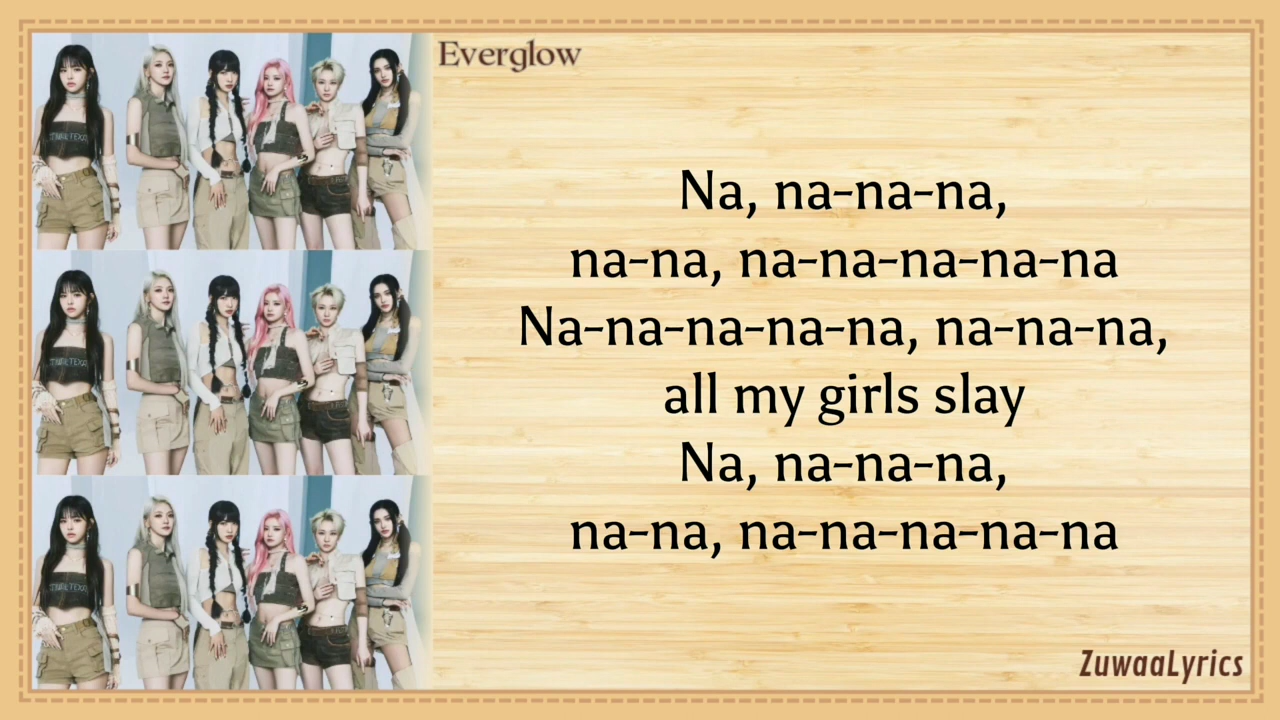 Everglow
Na, na-na-na,
na-na, na-na-na-na-na
Na-na-na-na-na, na-na-na,
all my girls slay
Na, na-na-na,
na-na, na-na-na-na-na
ZuwaaLyrics